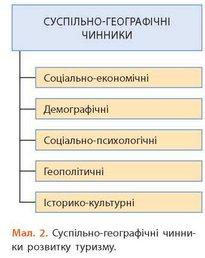 СУСПІЛЬНО-ГЕОГРАФІЧНІ
ЧИННИКИ
Соціально-економічні
Демографічні
Соціально-психологічні
Геополітичні
Історико-культурні
Мал. 2. Суспільно-географічні чинни-
ки розвитку туризму.